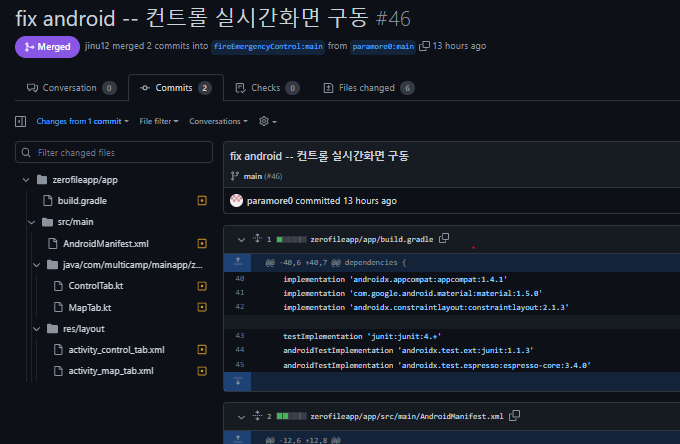 fix android -- 컨트롤 실시간화면 구동 #46
Merged jinu12 merged 2 commits into fireEmergencyControl:main from paramore0:main 13 hours ago
Conversation 0 Commits 2 Checks 0 Files changed 6
Changes from 1 commit File filter Conversations
Filter changed files
zerofileapp/app
build.gradle
src/main
AndroidManifest.xml
java/com/multicamp/mainapp/z...
ControlTab.kt
MapTab.kt
res/layout
activity_control_tab.xml
activity_map_tab.xml
fix android -- 컨트롤 실시간화면 구동
main (#46)
paramore0 committed 13 hours ago
1 zerofileapp/app/build.gradle
@@ -40,6 +40,7 @@ dependencies {
40 implementation 'androidx.appcompat:appcompat:1.4.1'
41 implementation 'com.google.android.material:material:1.5.0'
42 implementation 'androidx.constraintlayout:constraintlayout:2.1.3'
43 testImplementation 'junit:junit:4.+'
44 androidTestImplementation 'androidx.test.ext:junit:1.1.3'
45 androidTestImplementation 'androidx.test.espresso:espresso-core:3.4.0'
2 zerofileapp/app/src/main/AndroidManifest.xml
@@ -12,6 +12,8 @@